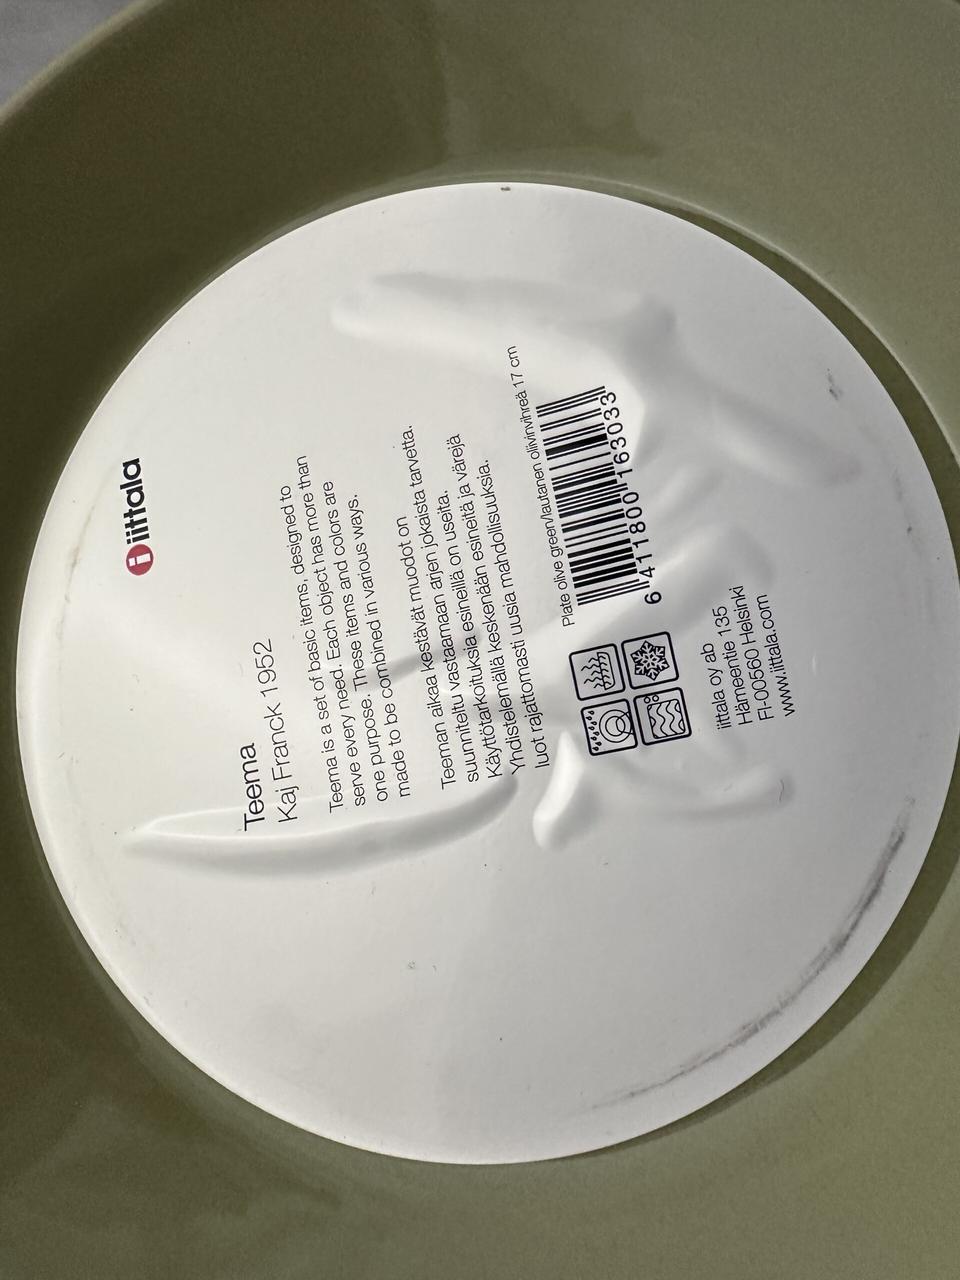 iittala
Teema
Kaj Franck 1952
Teema is a set of basic items, designed to
serve every need. Each object has more than
one purpose. These items and colors are
made to be combined in various ways.
Teeman aikaa kestävät muodot on
suunniteltu vastaamaan arjen jokaista tarvetta.
Käyttötarkoituksia esineillä on useita.
Yhdistelemällä keskenään esineitä ja värejä
luot rajattomasti uusia mahdollisuuksia.
Plate olive green/lautanen oliivinvihreä 17 cm
6 411800 163033
iittala oy ab
Hämeentie 135
FI-00560 Helsinki
www.iittala.com